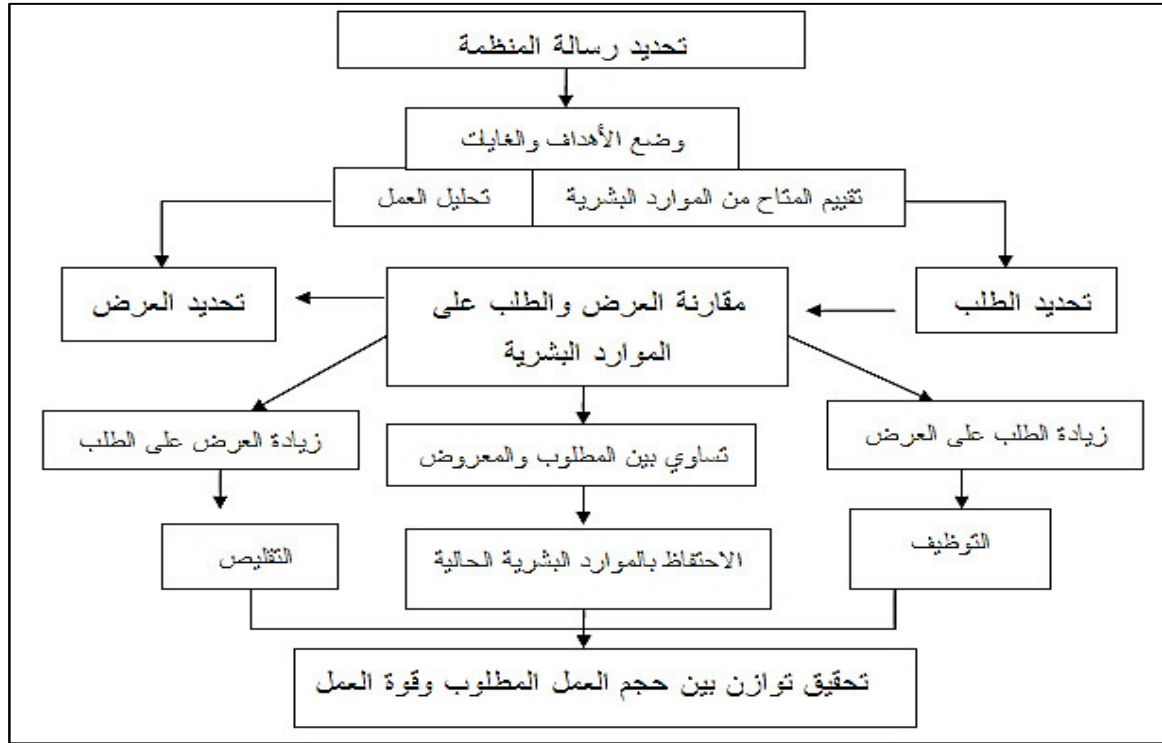 تحديد رسالة المنظمة
وضع الأهداف والغايات
تقييم المتاح من الموارد البشرية
تحليل العمل
تحديد الطلب
مقارنة العرض والطلب على
الموارد البشرية
تحديد العرض
زيادة الطلب على العرض
تساوي بين المطلوب والمعروض
زيادة العرض على الطلب
التوظيف
الاحتفاظ بالموارد البشرية الحالية
التقليص
تحقيق توازن بين حجم العمل المطلوب وقوة العمل